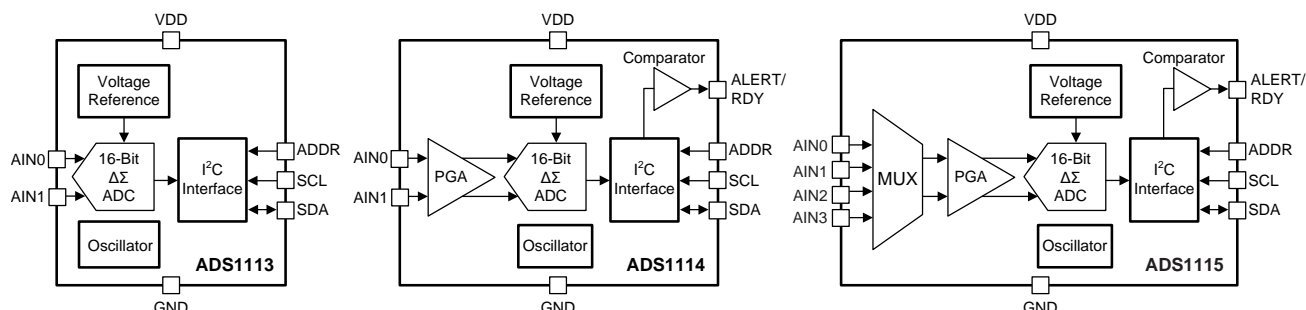 VDD
Voltage
Reference
AIN0
AIN1
16-Bit
ΔΣ
ADC
I²C
Interface
ADDR
SCL
SDA
Oscillator
ADS1113
GND
VDD
Comparator
ALERT/
RDY
Voltage
Reference
AIN0
AIN1
PGA
16-Bit
ΔΣ
ADC
I²C
Interface
ADDR
SCL
SDA
Oscillator
ADS1114
GND
VDD
Comparator
ALERT/
RDY
Voltage
Reference
AIN0
AIN1
AIN2
AIN3
MUX
PGA
16-Bit
ΔΣ
ADC
I²C
Interface
ADDR
SCL
SDA
Oscillator
ADS1115
GND